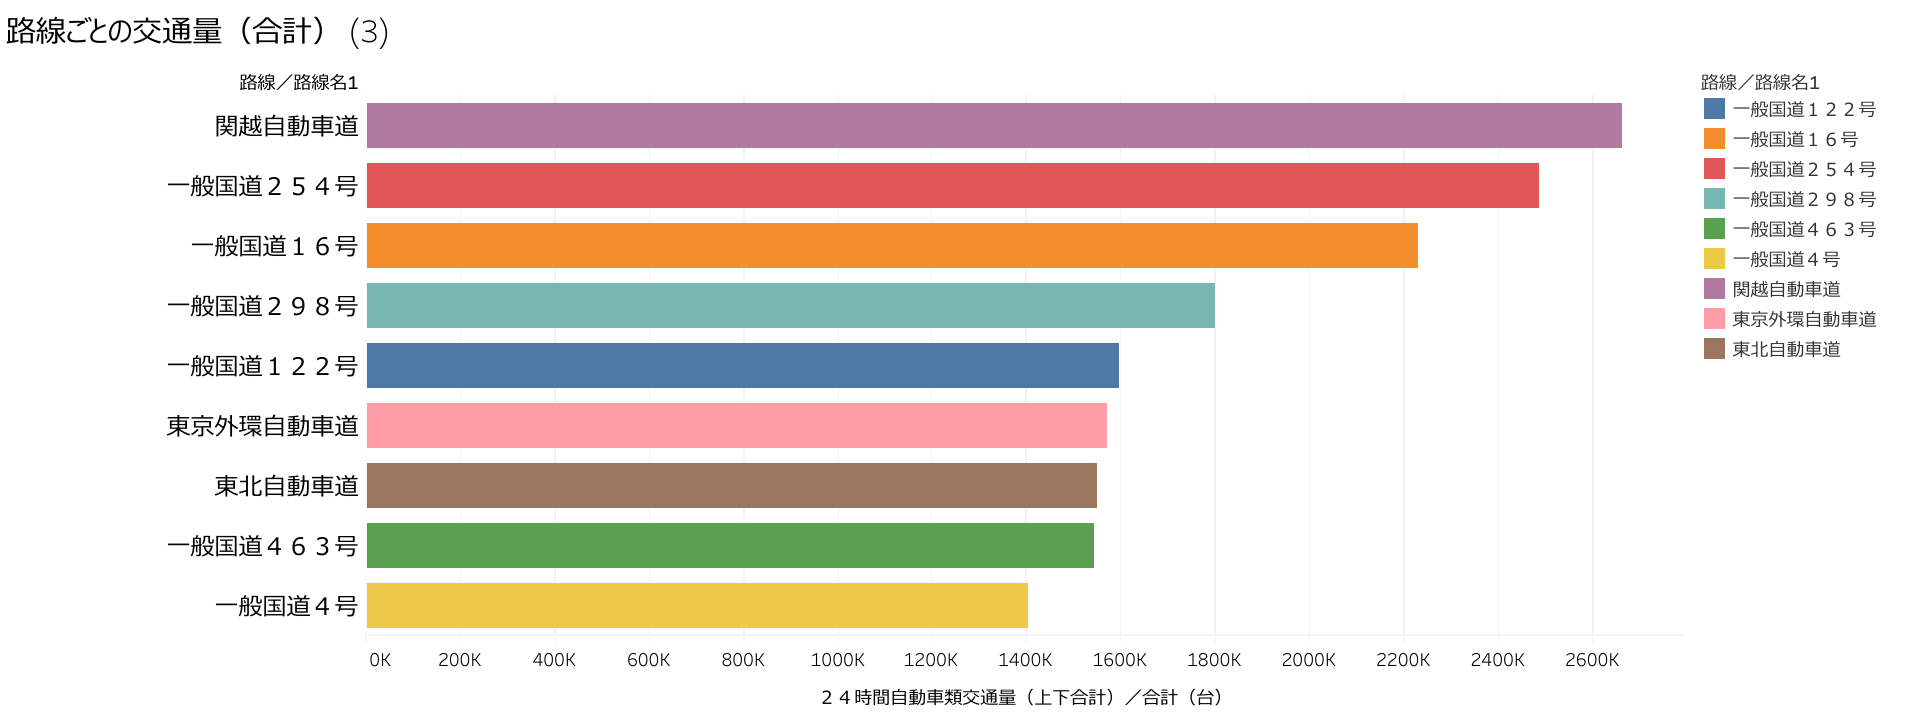 路線ごとの交通量（合計） (3)
路線／路線名1
関越自動車道
一般国道２５４号
一般国道１６号
一般国道２９８号
一般国道１２２号
東京外環自動車道
東北自動車道
一般国道４６３号
一般国道４号
0K 200K 400K 600K 800K 1000K 1200K 1400K 1600K 1800K 2000K 2200K 2400K 2600K
２４時間自動車類交通量（上下合計）／合計（台）
路線／路線名1
一般国道１２２号
一般国道１６号
一般国道２５４号
一般国道２９８号
一般国道４６３号
一般国道４号
関越自動車道
東京外環自動車道
東北自動車道